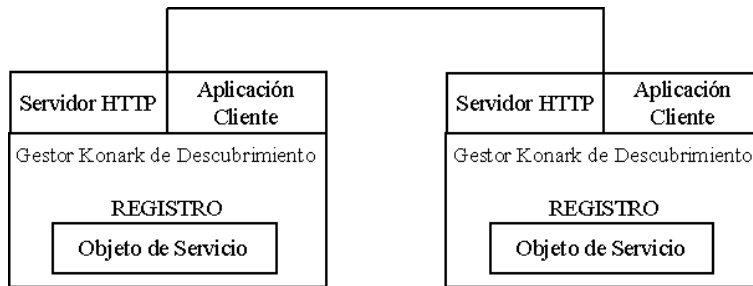 Servidor HTTP
Aplicación
Cliente
Gestor Konark de Descubrimiento
REGISTRO
Objeto de Servicio
Servidor HTTP
Aplicación
Cliente
Gestor Konark de Descubrimiento
REGISTRO
Objeto de Servicio